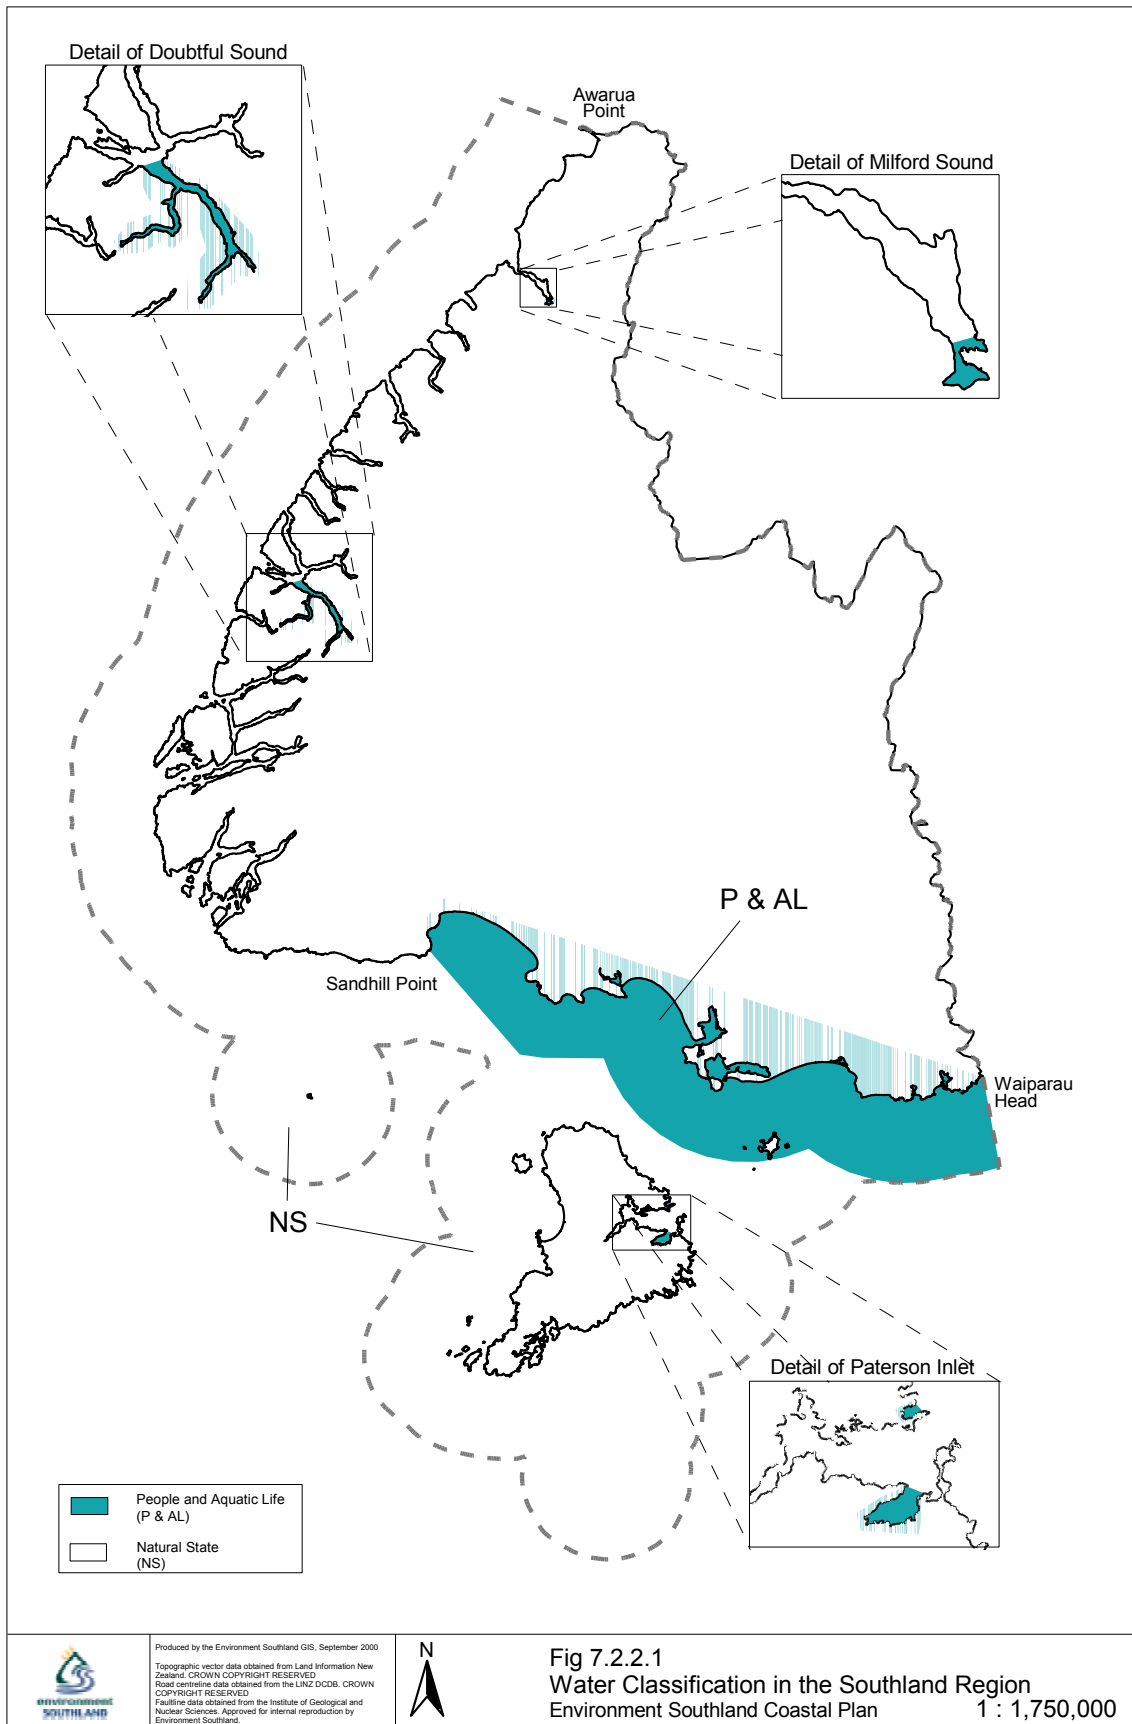 Detail of Doubtful Sound
Awarua
Point
Detail of Milford Sound
P & AL
Sandhill Point
Waiparau
Head
NS
Detail of Paterson Inlet
People and Aquatic Life
(P & AL)
Natural State
(NS)
environment
SOUTHLAND
Produced by the Environment Southland GIS, September 2000
Topographic vector data obtained from Land Information New
Zealand. CROWN COPYRIGHT RESERVED
Road centreline data obtained from the LINZ DCDB. CROWN
COPYRIGHT RESERVED
Faultline data obtained from the Institute of Geological and
Nuclear Sciences. Approved for internal reproduction by
Environment Southland.
N
Fig 7.2.2.1
Water Classification in the Southland Region
Environment Southland Coastal Plan
1 : 1,750,000